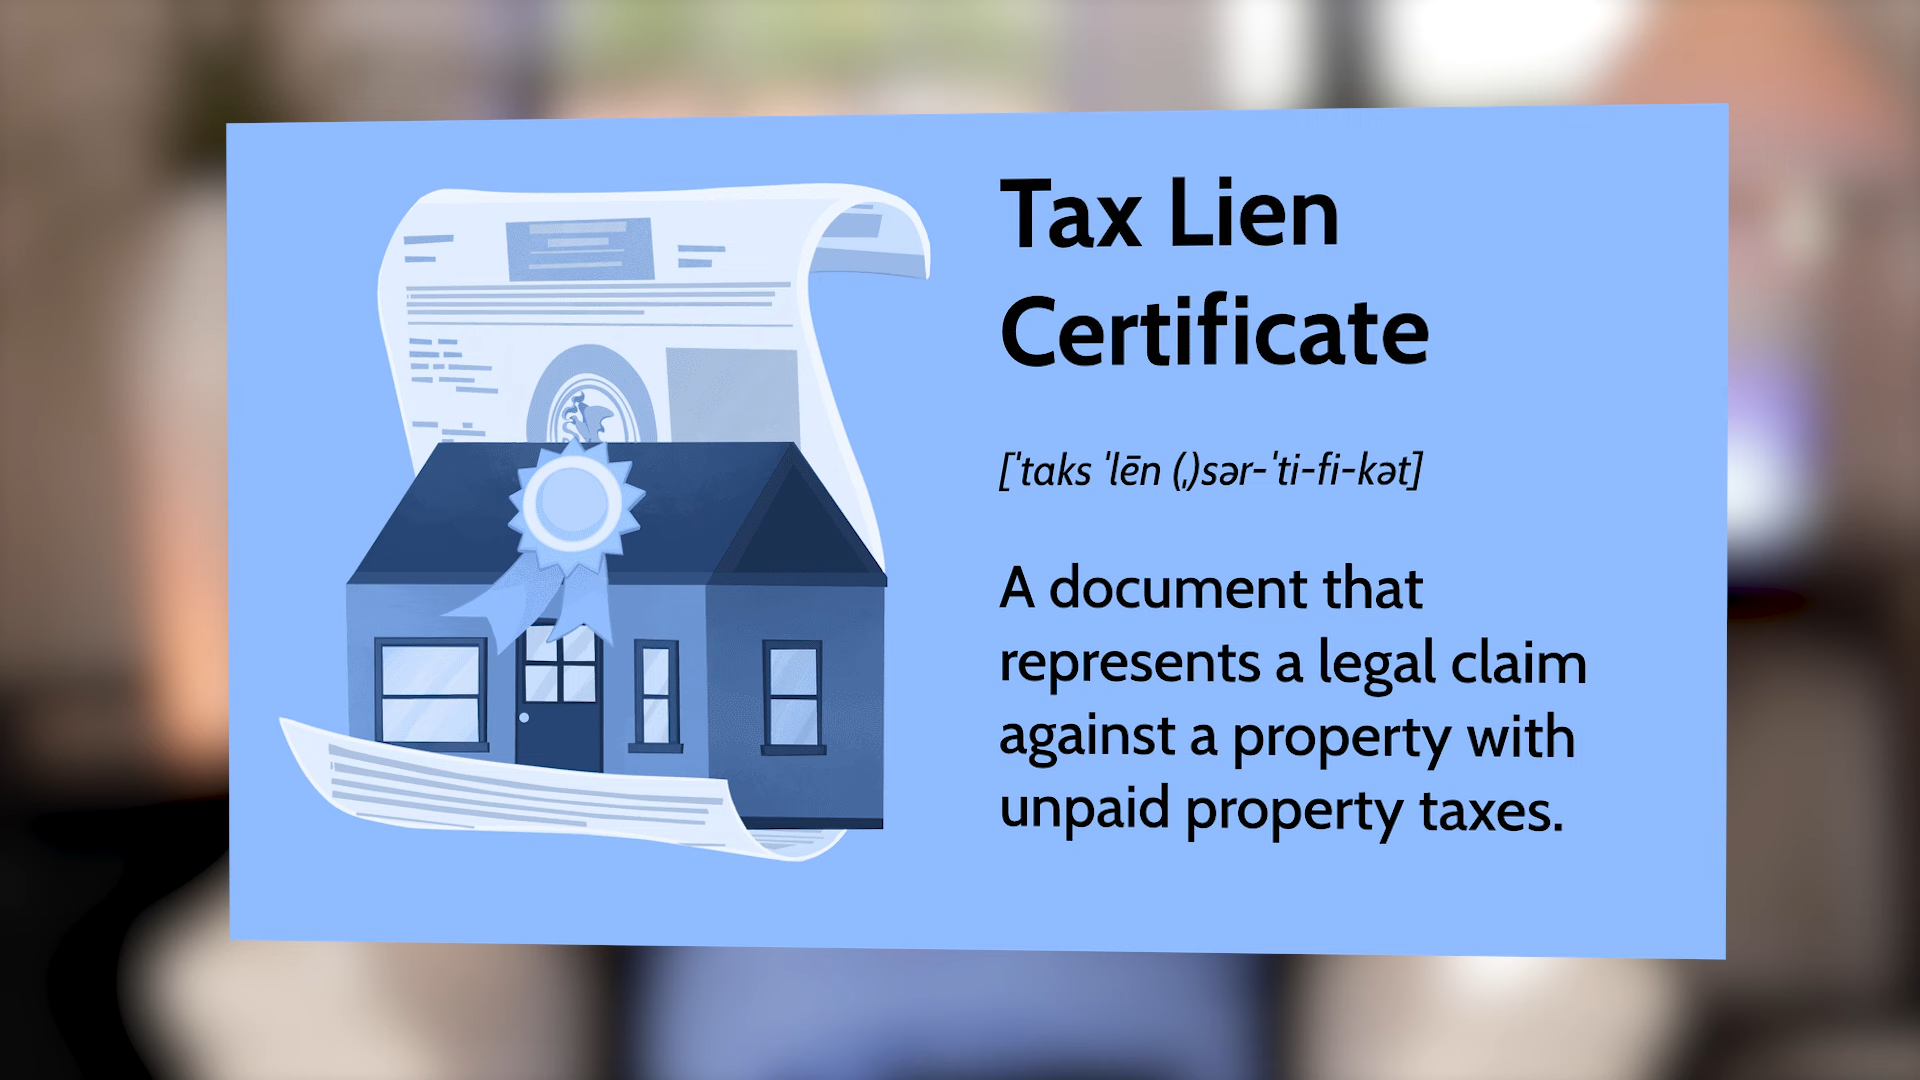 Tax Lien
Certificate
[ˈtaks ˈlēn (ˌ)sər-ˈti-fi-kət]
A document that
represents a legal claim
against a property with
unpaid property taxes.